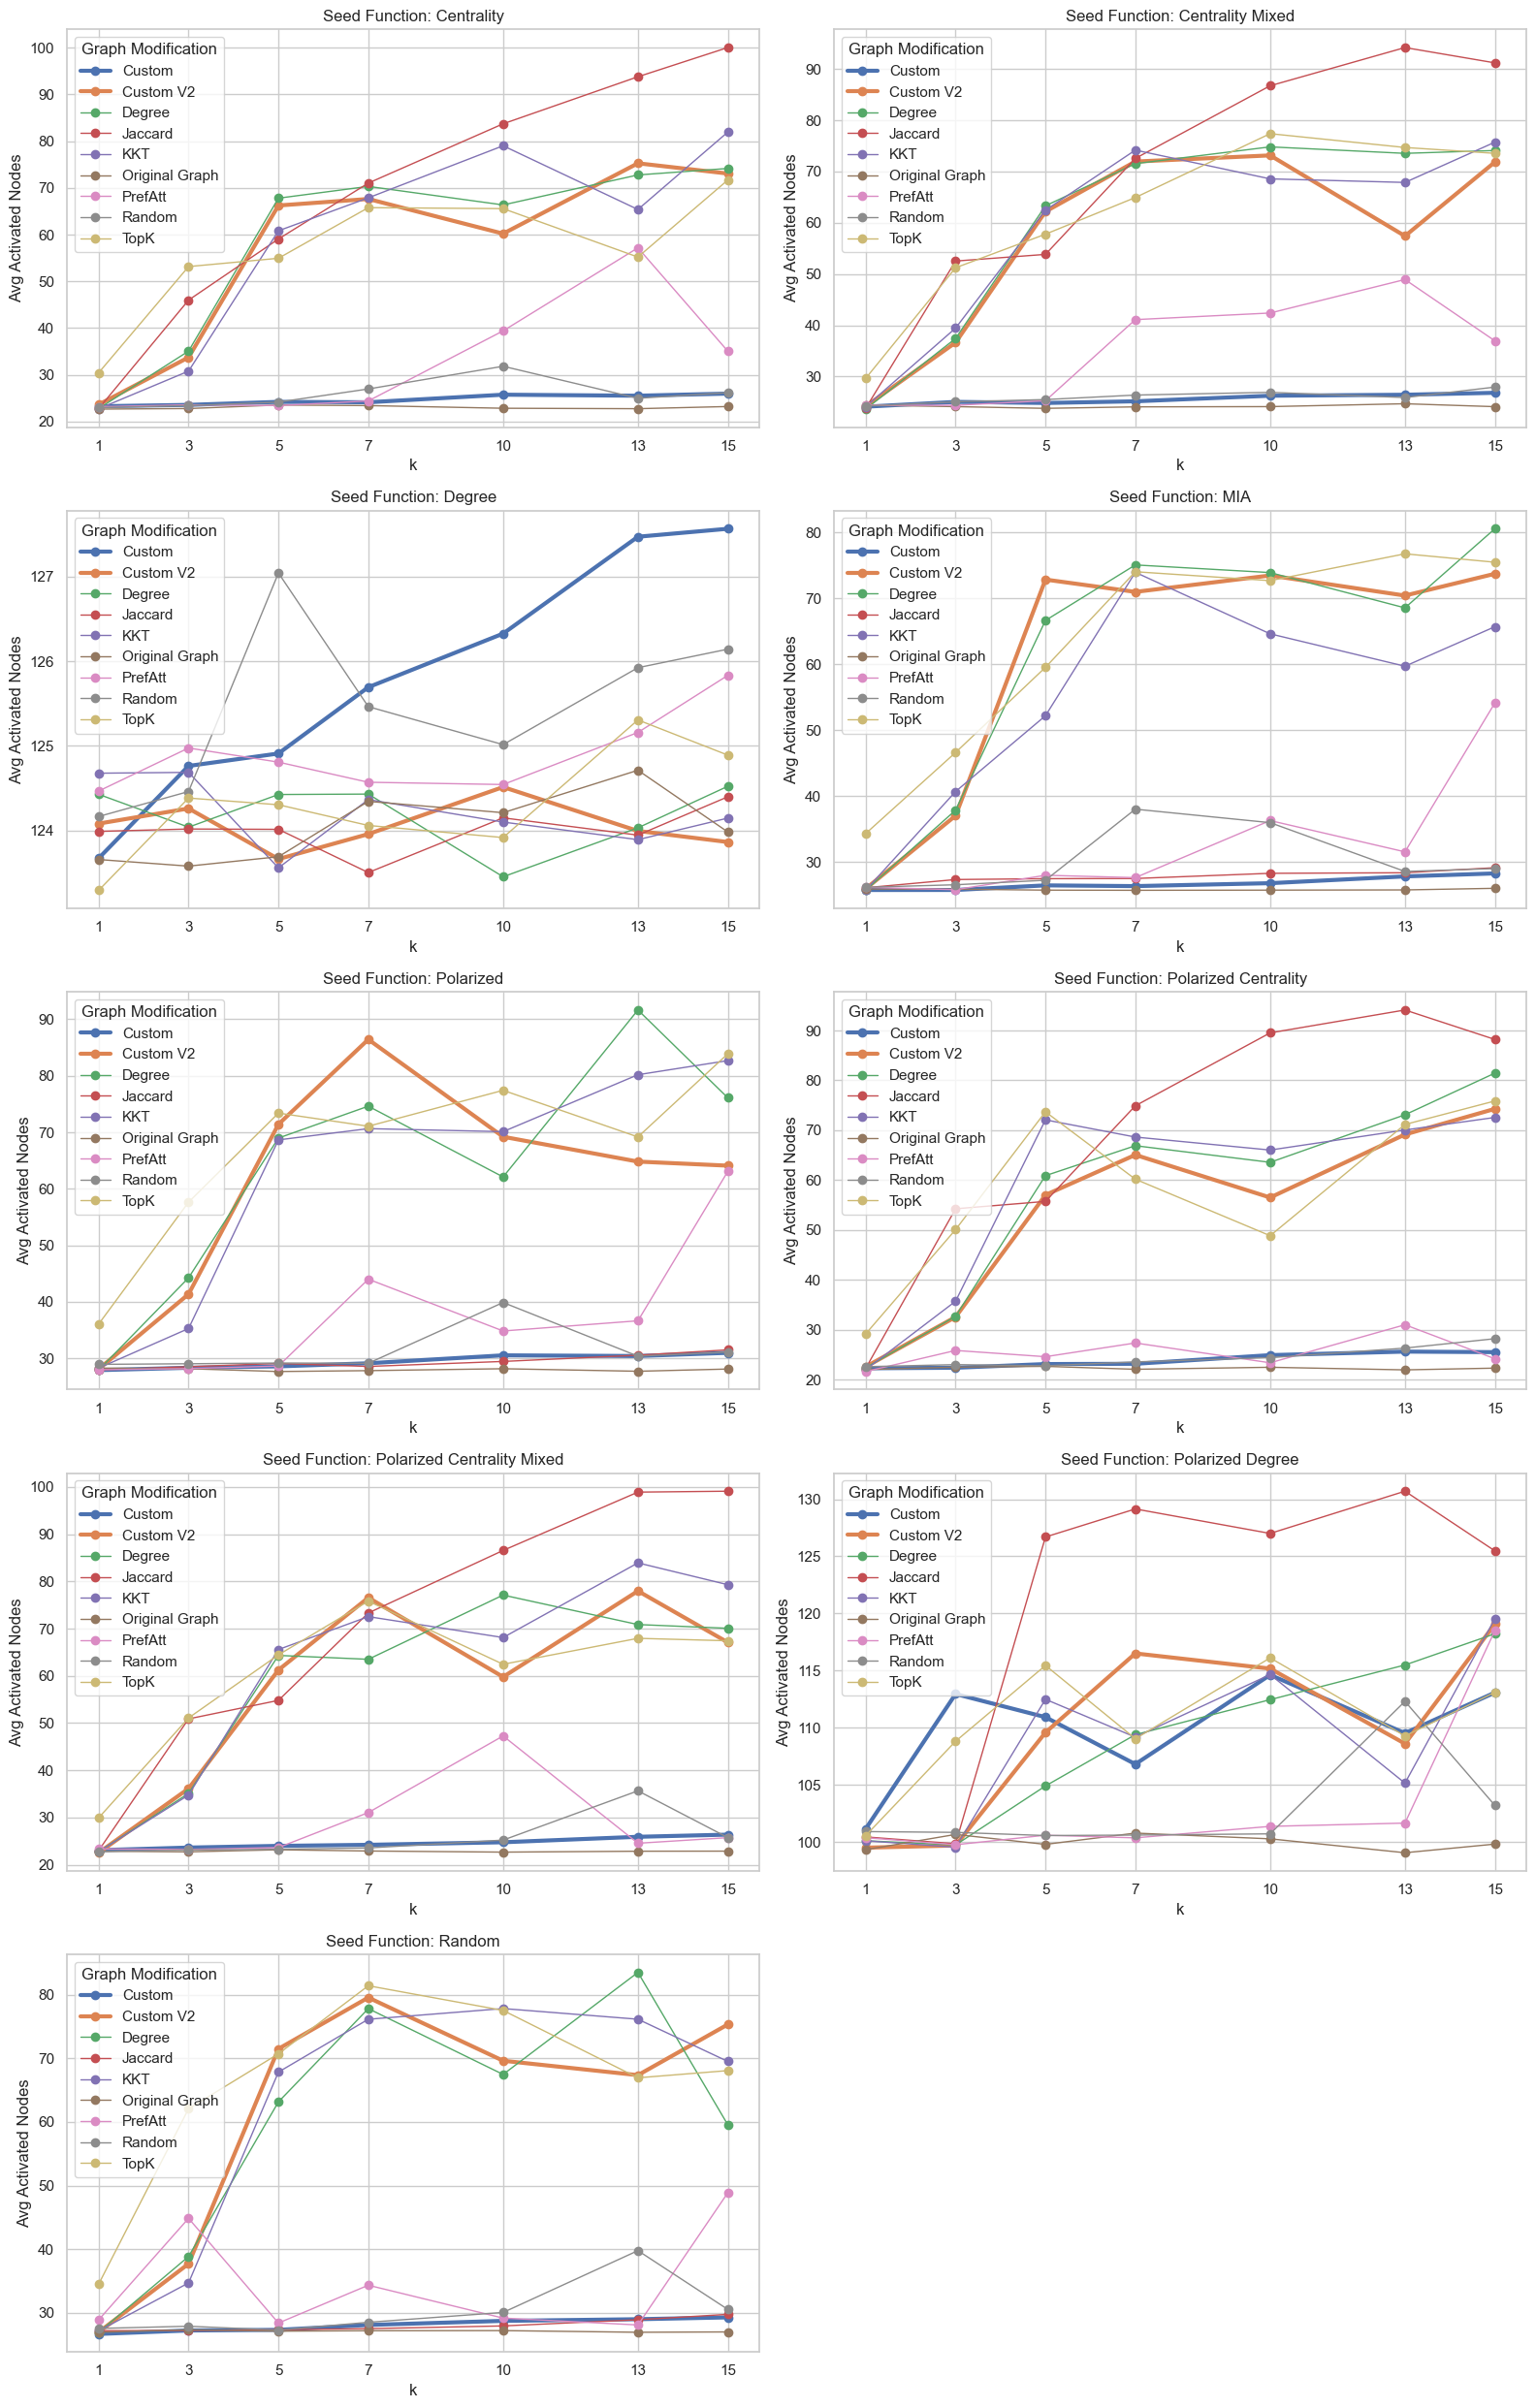 Seed Function: Centrality
Avg Activated Nodes
100
90
80
70
60
50
40
30
20
Graph Modification
Custom
Custom V2
Degree
Jaccard
KKT
Original Graph
PrefAtt
Random
TopK
1 3 5 7 10 13 15
k
Seed Function: Centrality Mixed
Avg Activated Nodes
90
80
70
60
50
40
30
Graph Modification
Custom
Custom V2
Degree
Jaccard
KKT
Original Graph
PrefAtt
Random
TopK
1 3 5 7 10 13 15
k
Seed Function: Degree
Avg Activated Nodes
127
126
125
124
Graph Modification
Custom
Custom V2
Degree
Jaccard
KKT
Original Graph
PrefAtt
Random
TopK
1 3 5 7 10 13 15
k
Seed Function: MIA
Avg Activated Nodes
80
70
60
50
40
30
Graph Modification
Custom
Custom V2
Degree
Jaccard
KKT
Original Graph
PrefAtt
Random
TopK
1 3 5 7 10 13 15
k
Seed Function: Polarized
Avg Activated Nodes
90
80
70
60
50
40
30
Graph Modification
Custom
Custom V2
Degree
Jaccard
KKT
Original Graph
PrefAtt
Random
TopK
1 3 5 7 10 13 15
k
Seed Function: Polarized Centrality
Avg Activated Nodes
90
80
70
60
50
40
30
20
Graph Modification
Custom
Custom V2
Degree
Jaccard
KKT
Original Graph
PrefAtt
Random
TopK
1 3 5 7 10 13 15
k
Seed Function: Polarized Centrality Mixed
Avg Activated Nodes
100
90
80
70
60
50
40
30
20
Graph Modification
Custom
Custom V2
Degree
Jaccard
KKT
Original Graph
PrefAtt
Random
TopK
1 3 5 7 10 13 15
k
Seed Function: Polarized Degree
Avg Activated Nodes
130
125
120
115
110
105
100
Graph Modification
Custom
Custom V2
Degree
Jaccard
KKT
Original Graph
PrefAtt
Random
TopK
1 3 5 7 10 13 15
k
Seed Function: Random
Avg Activated Nodes
80
70
60
50
40
30
Graph Modification
Custom
Custom V2
Degree
Jaccard
KKT
Original Graph
PrefAtt
Random
TopK
1 3 5 7 10 13 15
k